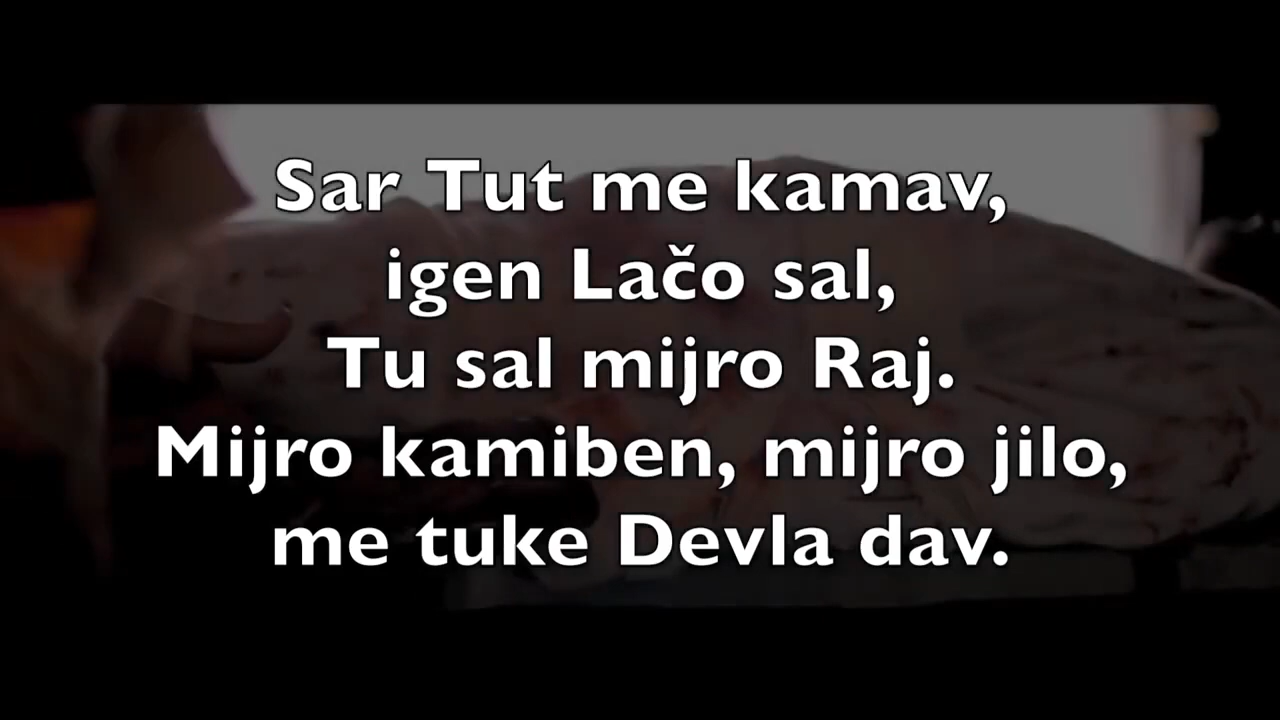 Sar Tut me kamav,
igen Lačo sal,
Tu sal mijro Raj.
Mijro kamiben, mijro jilo,
me tuke Devla dav.